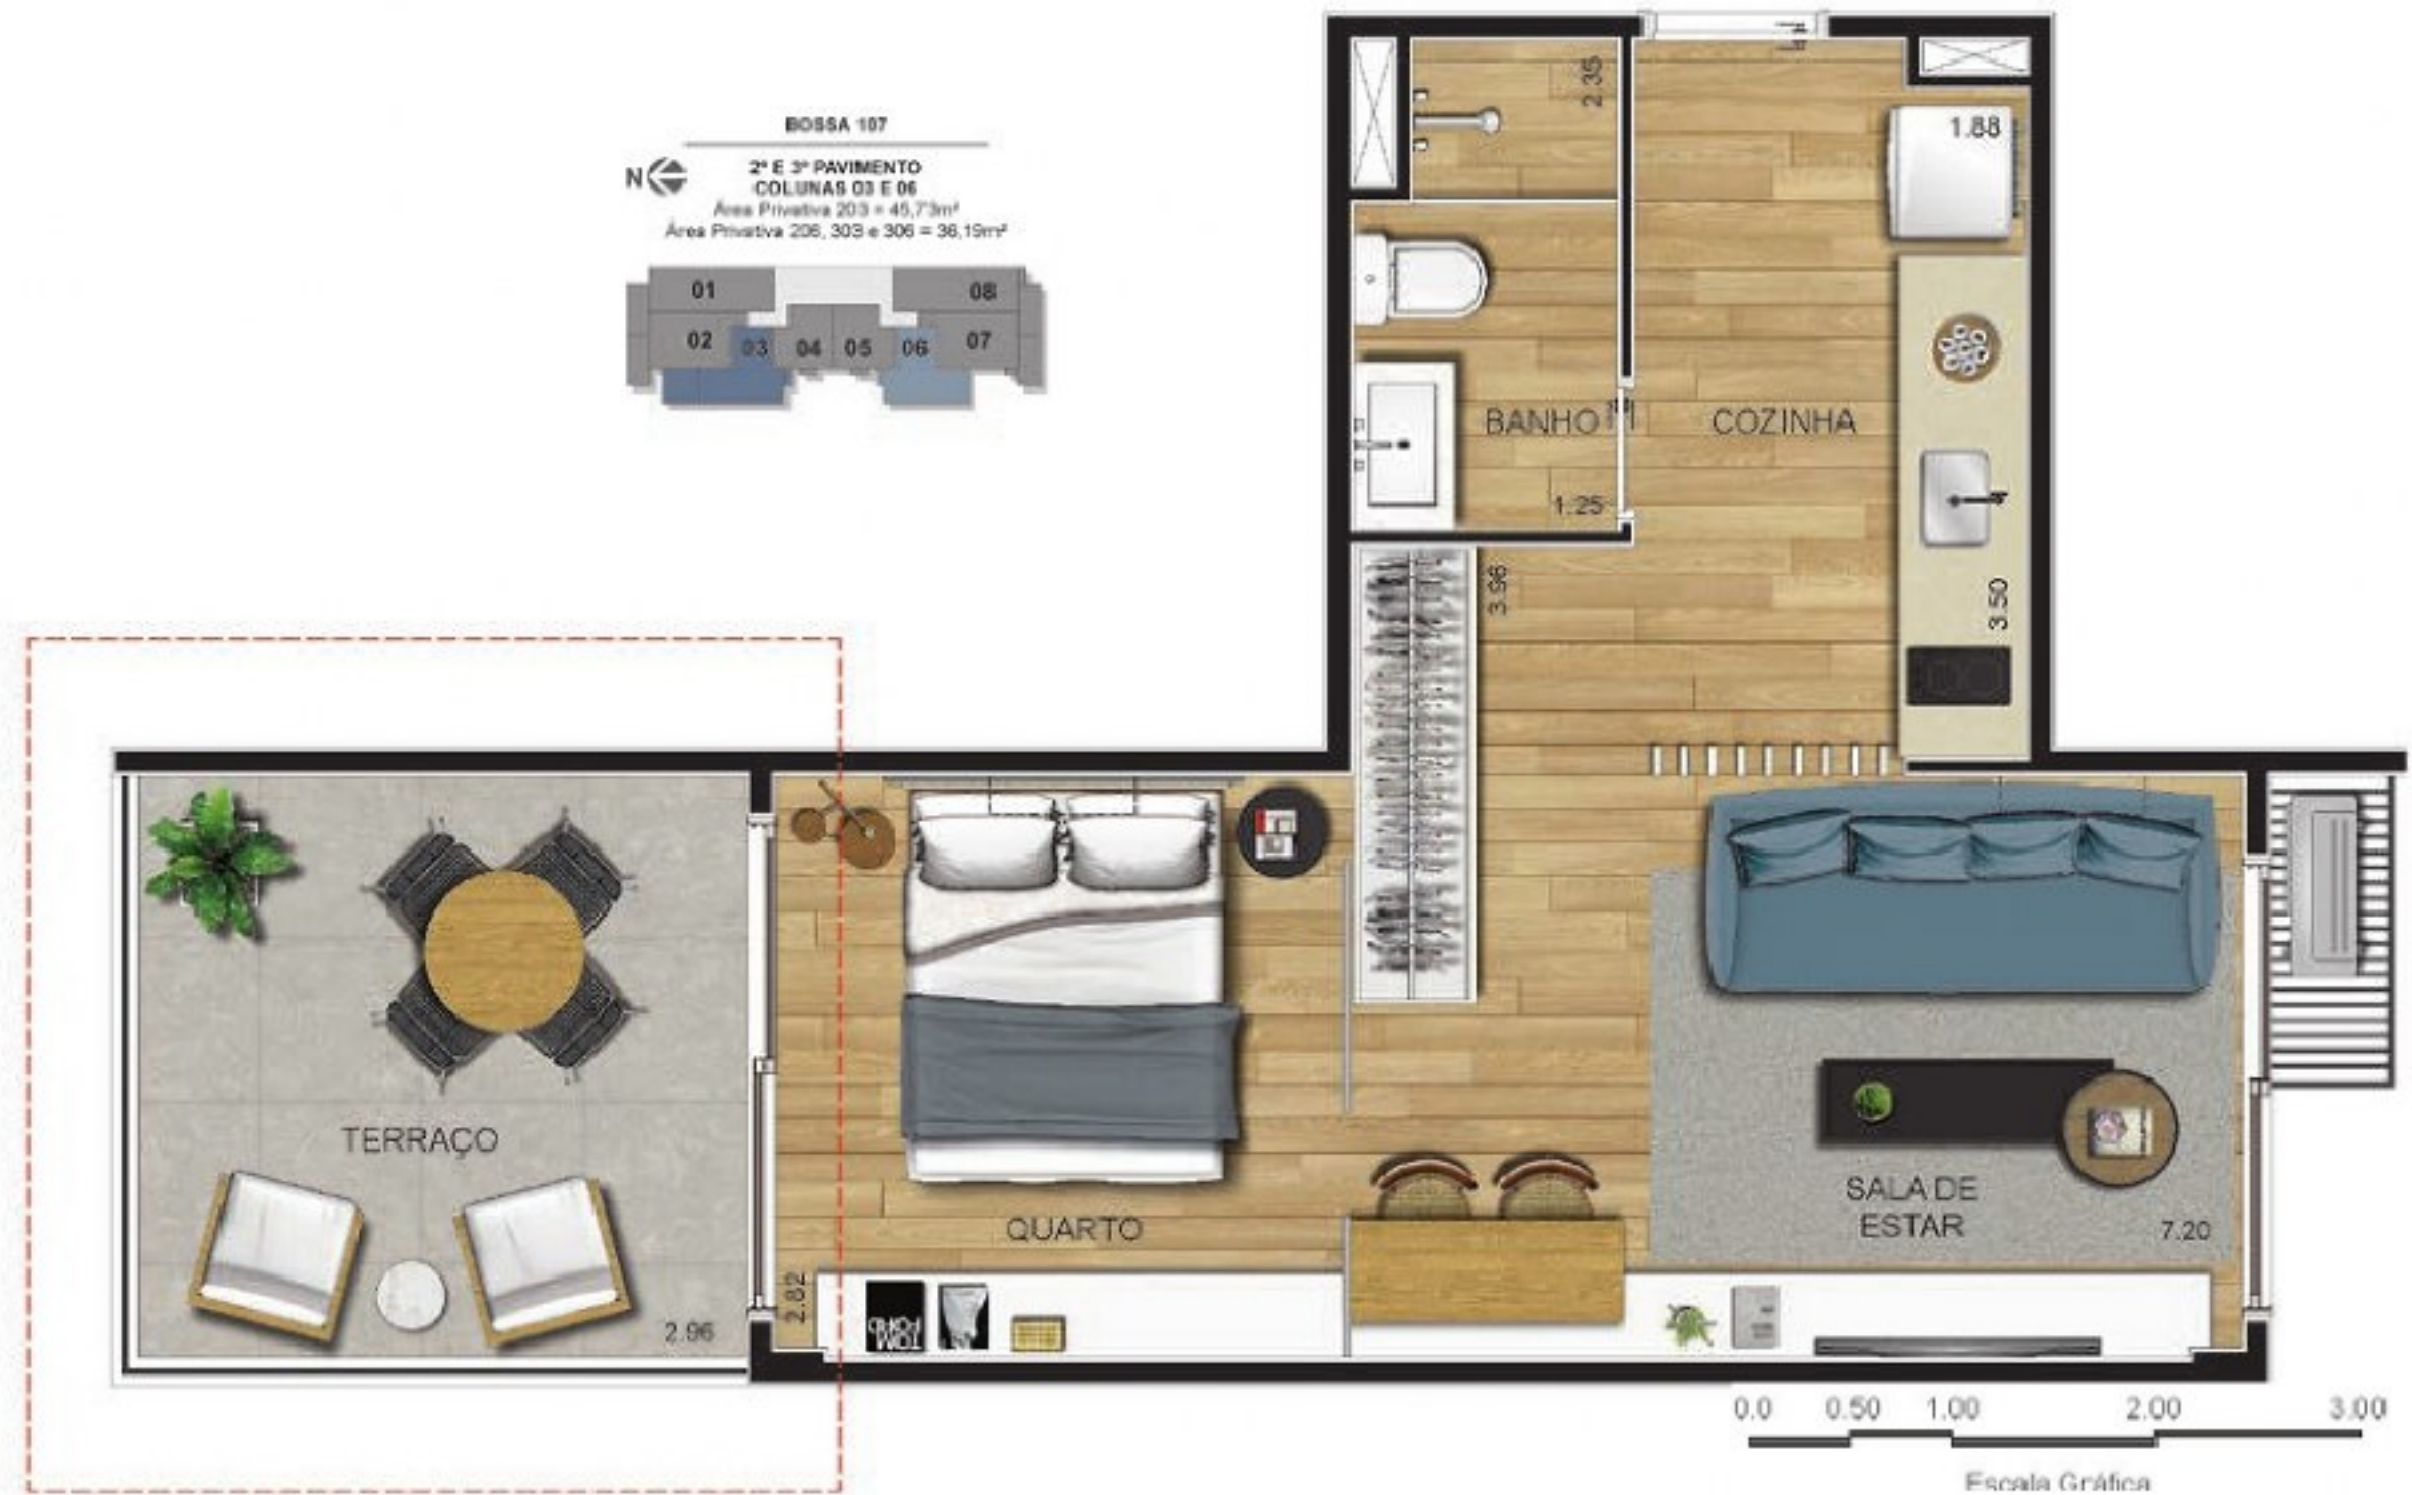 BOSSA 107
N
2º E 3º PAVIMENTO
COLUNAS 03 E 06
Área Privativa 203 = 45,73m²
Área Privativa 206, 303 e 306 = 36,19m²
01 08
02 03 04 05 06 07
2.35
1.88
BANHO COZINHA
1.25
3.96
3.50
TERRAÇO
2.96
QUARTO
2.82
TOM
FORD
SALA DE
ESTAR
7.20
0.0 0.50 1.00 2.00 3.00
Escala Gráfica